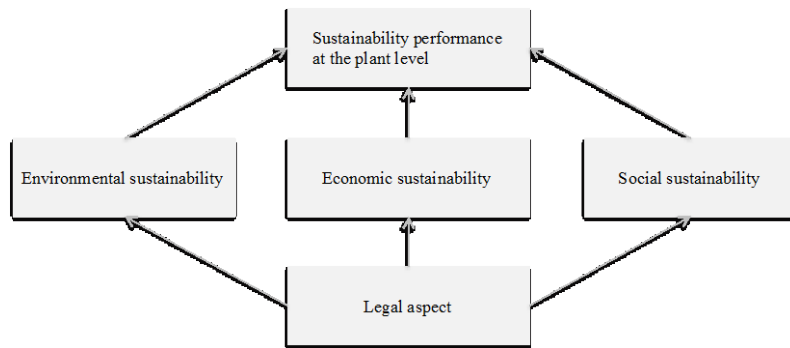 Sustainability performance
at the plant level
Environmental sustainability
Economic sustainability
Social sustainability
Legal aspect